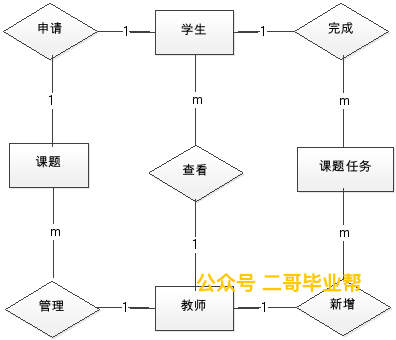 申请 1 学生 1 完成
1 m m
课题 查看 课题任务
m 1 m
公众号 二哥毕业帮
管理 1 教师 1 新增